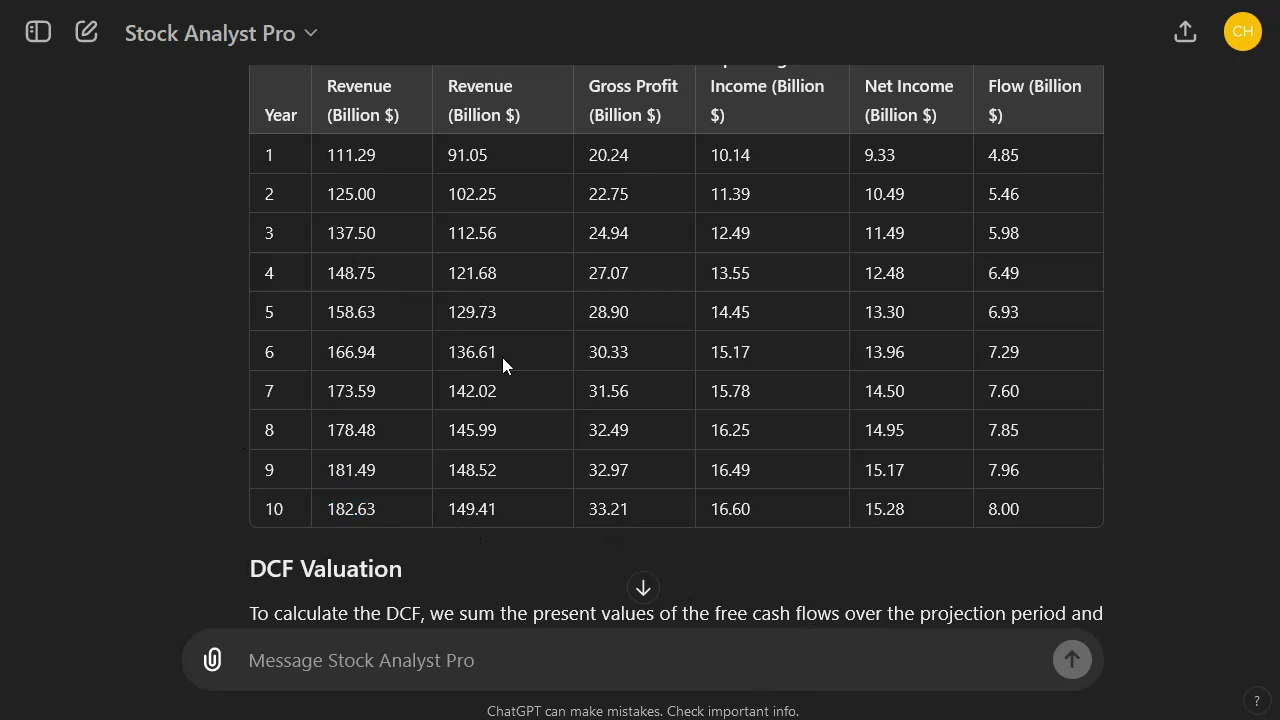 Stock Analyst Pro
CH
Revenue Revenue Gross Profit Income (Billion Net Income Flow (Billion
Year (Billion $) (Billion $) (Billion $) $) (Billion $) $)
1 111.29 91.05 20.24 10.14 9.33 4.85
2 125.00 102.25 22.75 11.39 10.49 5.46
3 137.50 112.56 24.94 12.49 11.49 5.98
4 148.75 121.68 27.07 13.55 12.48 6.49
5 158.63 129.73 28.90 14.45 13.30 6.93
6 166.94 136.61 30.33 15.17 13.96 7.29
7 173.59 142.02 31.56 15.78 14.50 7.60
8 178.48 145.99 32.49 16.25 14.95 7.85
9 181.49 148.52 32.97 16.49 15.17 7.96
10 182.63 149.41 33.21 16.60 15.28 8.00
DCF Valuation
To calculate the DCF, we sum the present values of the free cash flows over the projection period and
Message Stock Analyst Pro
ChatGPT can make mistakes. Check important info.
?